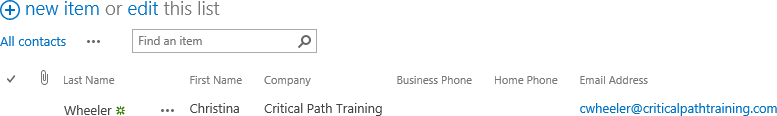 new item or edit this list
All contacts ••• Find an item
Last Name First Name Company Business Phone Home Phone Email Address
Wheeler ••• Christina Critical Path Training cwheeler@criticalpathtraining.com